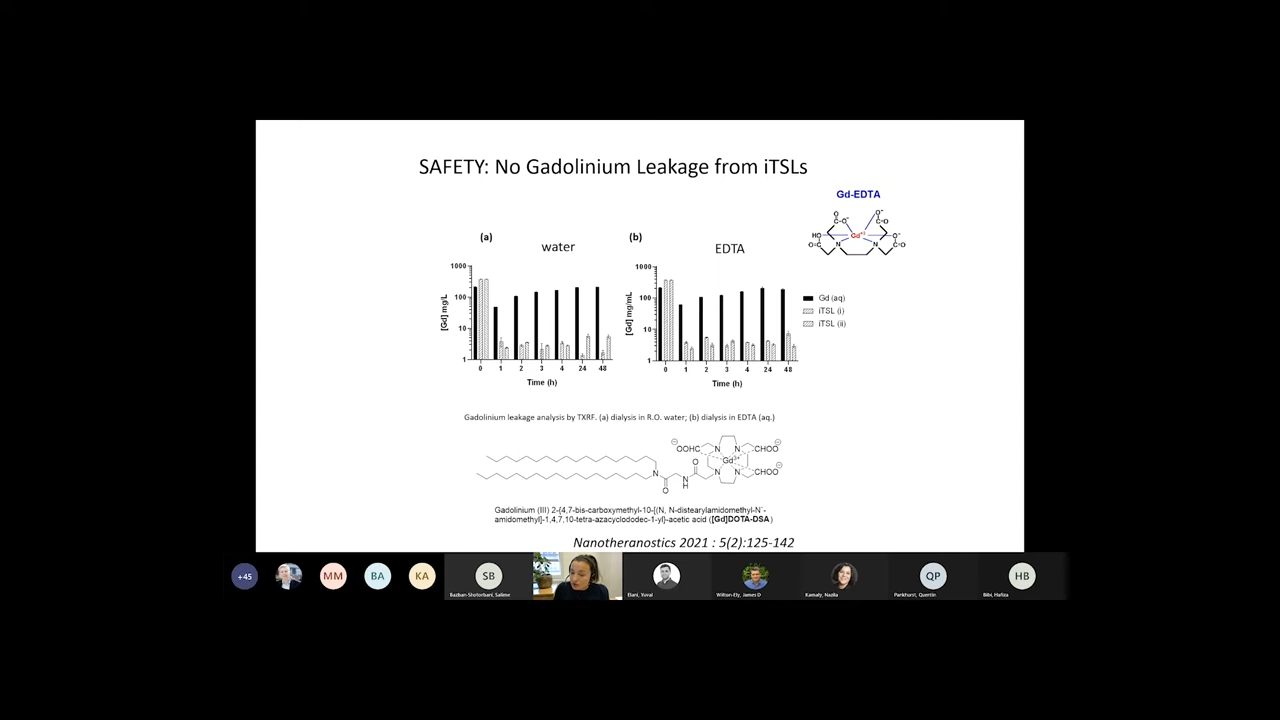 SAFETY: No Gadolinium Leakage from iTSLs
Gd-EDTA
(a)
water
(b)
EDTA
[Gd] mg/L
1000
100
10
1
0 1 2 3 4 24 48
Time (h)
[Gd] mg/mL
1000
100
10
1
0 1 2 3 4 24 48
Time (h)
Gd (aq)
iTSL (i)
iTSL (ii)
O
C-O⁻
O⁻
C=O
HO
Gd⁺³
O⁻
O=C
N
N
C=O
Gadolinium leakage analysis by TXRF. (a) dialysis in R.O. water; (b) dialysis in EDTA (aq.)
OOHC
N
N
CHOO
Gd³⁺
O
N
O
N
H
N
N
CHOO
Gadolinium (III) 2-{4,7-bis-carboxymethyl-10-[(N, N-distearylamidomethyl-N`-
amidomethyl]-1,4,7,10-tetra-azacyclododec-1-yl}-acetic acid ([Gd]DOTA-DSA)
Nanotheranostics 2021 : 5(2):125-142
+45
MM
BA
KA
SB
QP
HB
Bazban-Shotorbani, Salime
Elani, Yuval
Wilton-Ely, James D
Kamaly, Nazila
Parkhurst, Quentin
Bibi, Hafiza